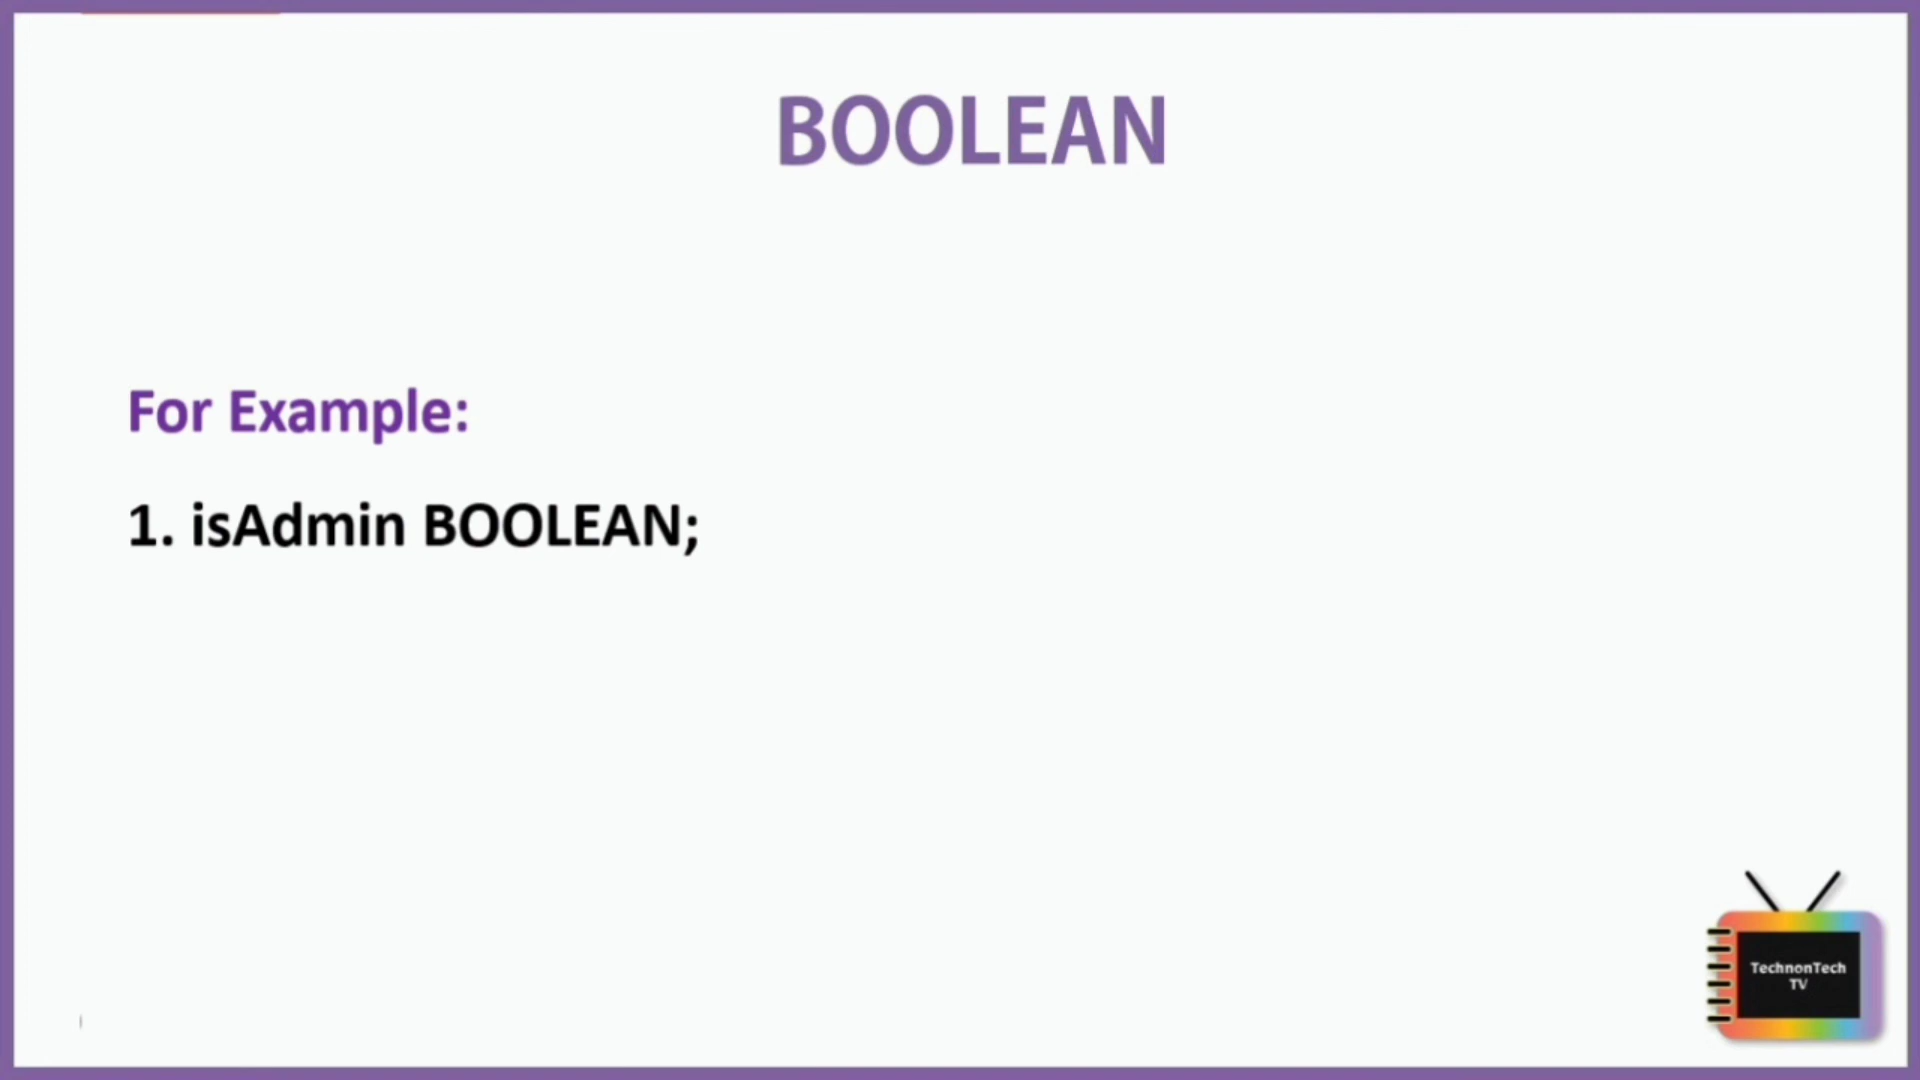 BOOLEAN
For Example:
1. isAdmin BOOLEAN;
TechnonTech
TV